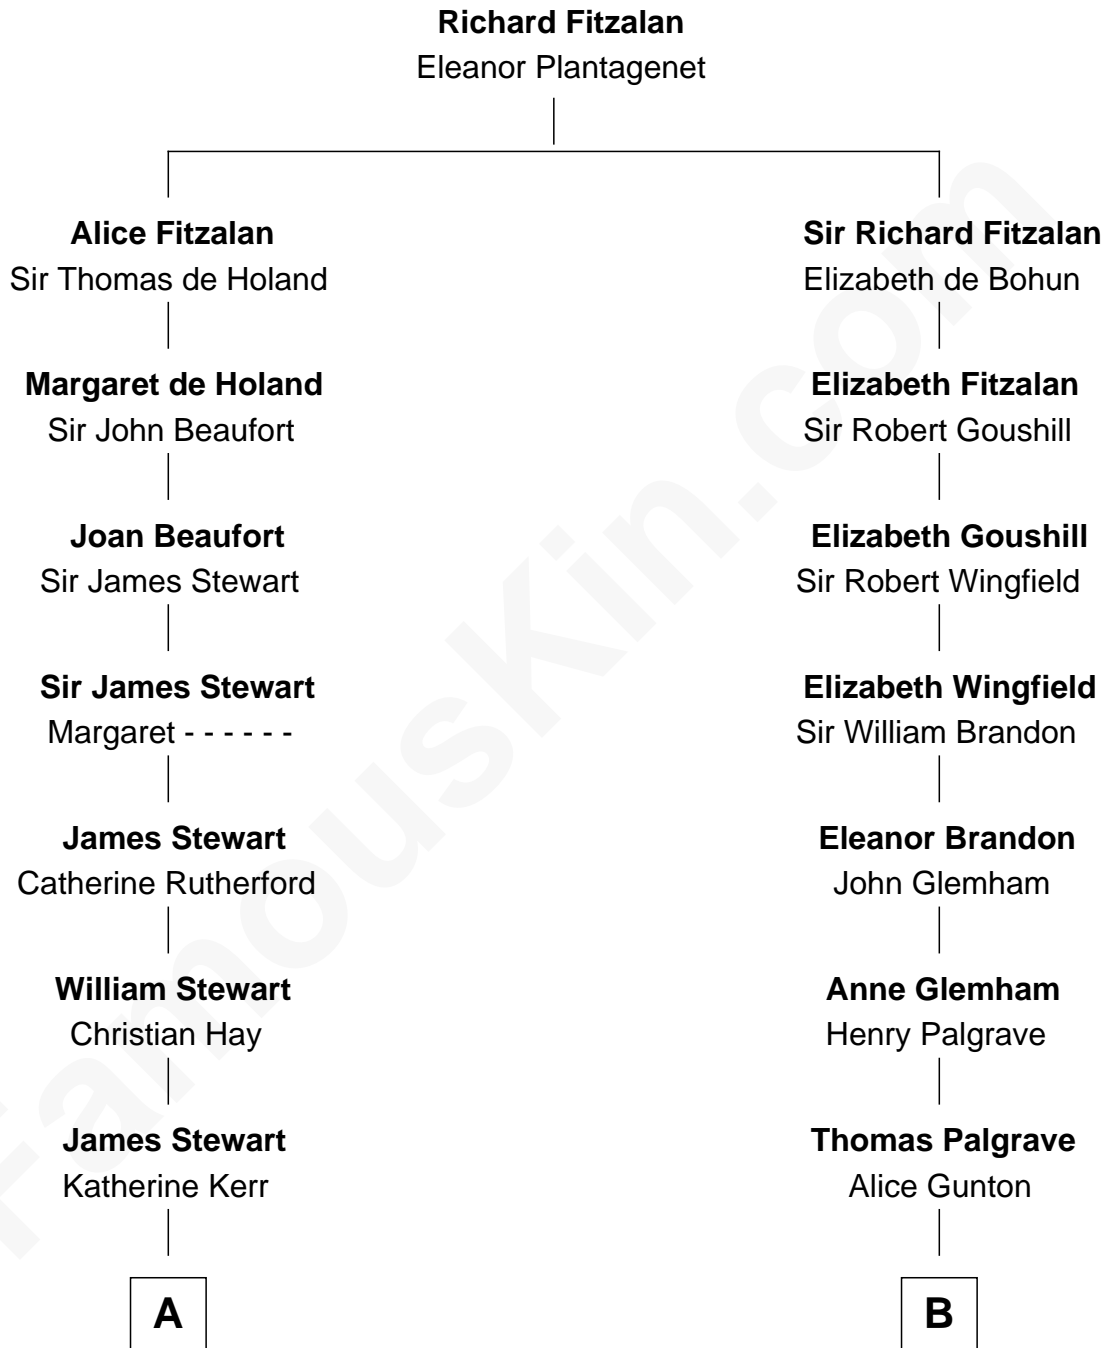 Richard Fitzalan
Eleanor Plantagenet
Alice Fitzalan
Sir Thomas de Holand
Margaret de Holand
Sir John Beaufort
Joan Beaufort
Sir James Stewart
Sir James Stewart
Margaret - - - - - -
James Stewart
Catherine Rutherford
William Stewart
Christian Hay
James Stewart
Katherine Kerr
A
Sir Richard Fitzalan
Elizabeth de Bohun
Elizabeth Fitzalan
Sir Robert Goushill
Elizabeth Goushill
Sir Robert Wingfield
Elizabeth Wingfield
Sir William Brandon
Eleanor Brandon
John Glemham
Anne Glemham
Henry Palgrave
Thomas Palgrave
Alice Gunton
B
FamousKin.com